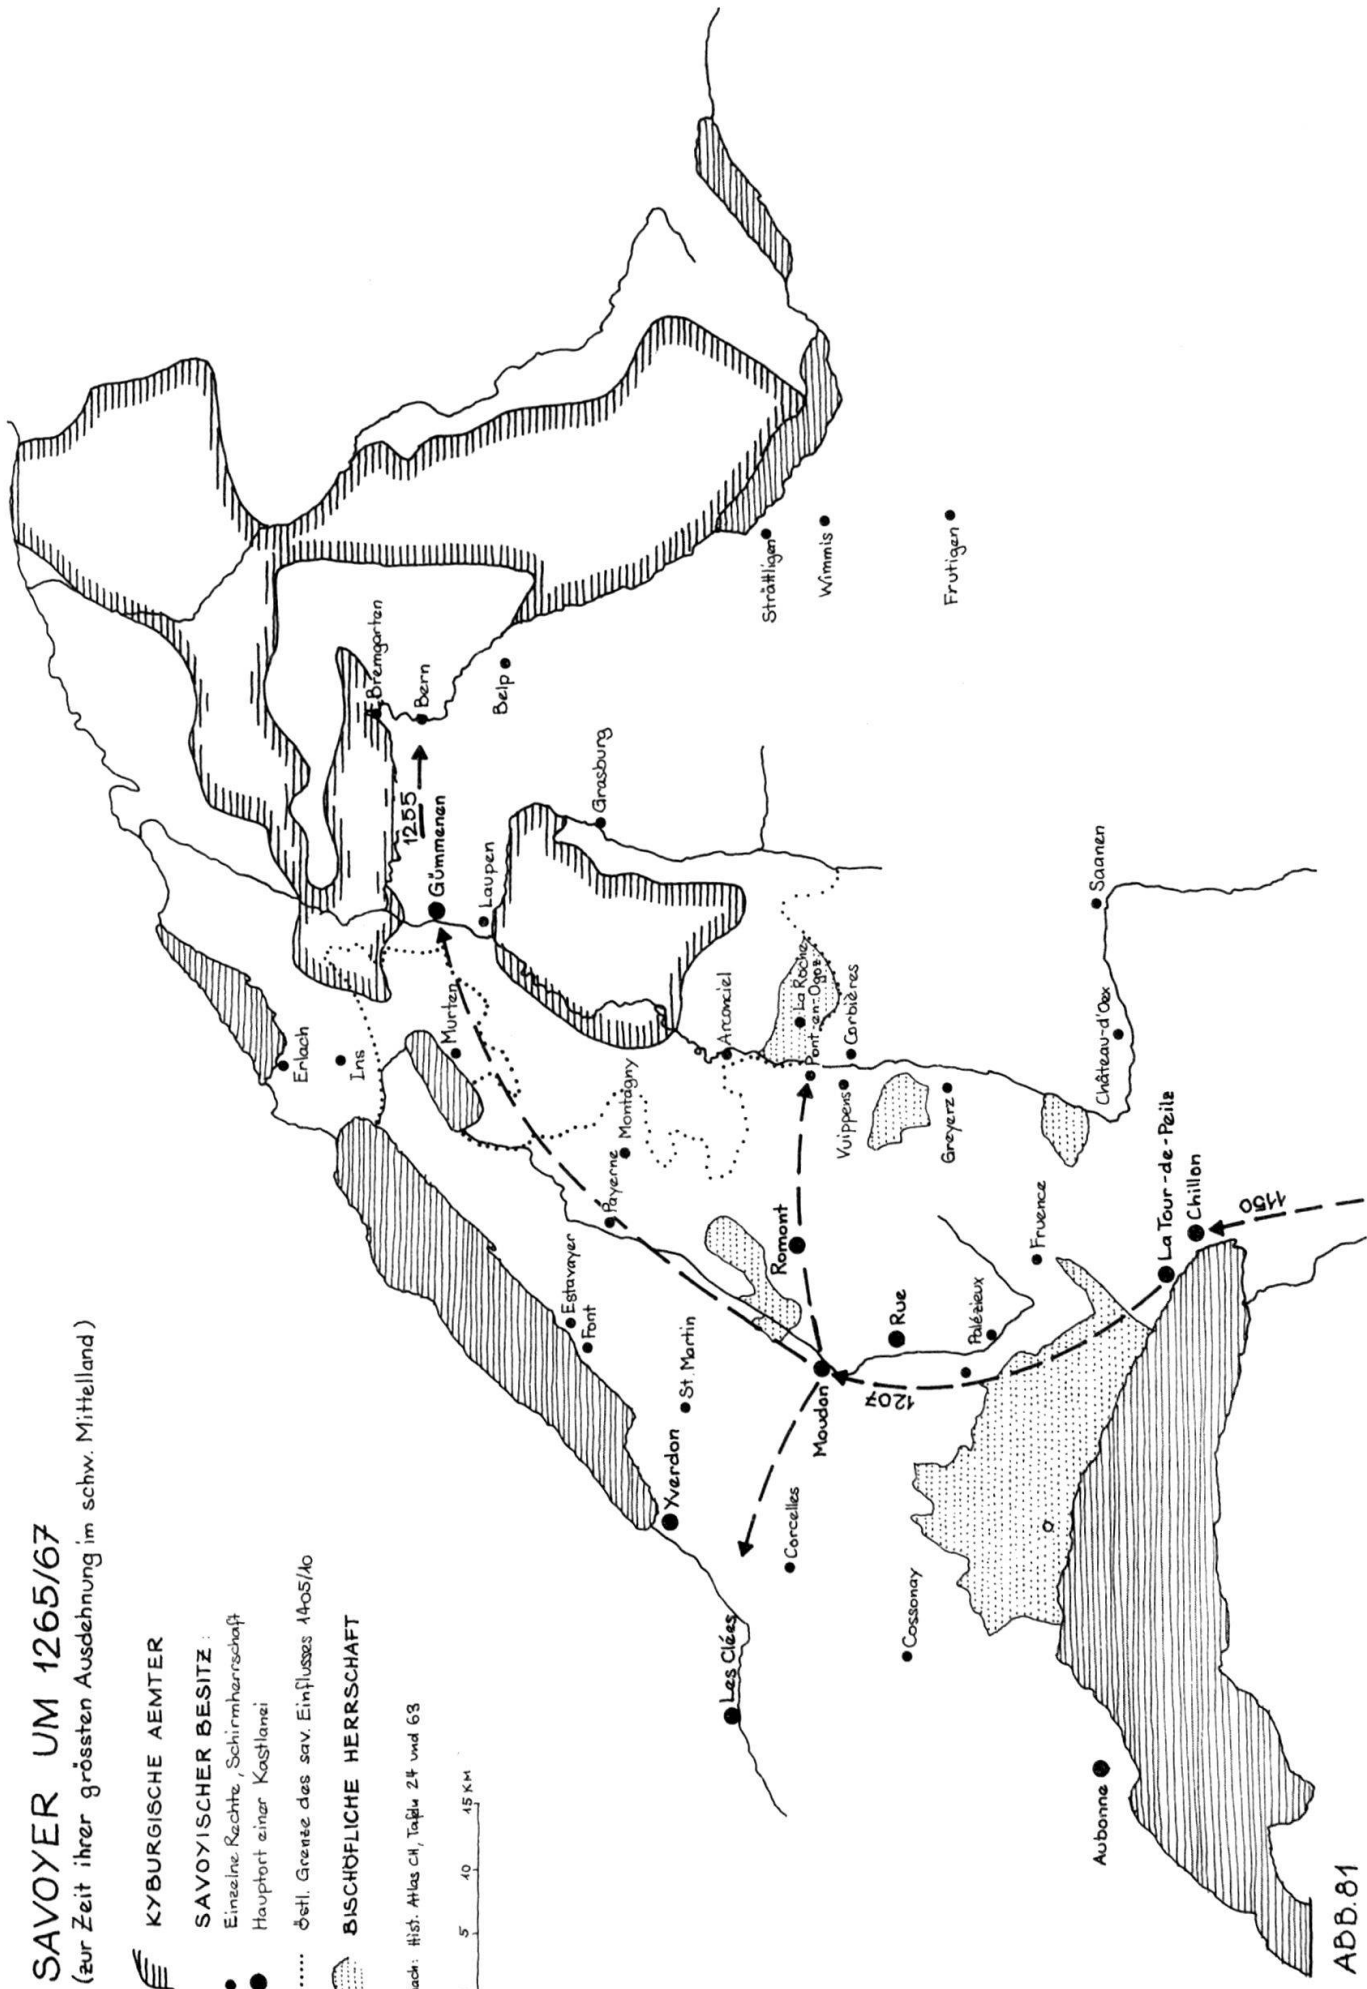 SAVOYER UM 1265/67
(zur Zeit ihrer grössten Ausdehnung im schw. Mittelland)
KYBURGISCHE AEMTER
SAVOYISCHER BESITZ:
Einzelne Rechte, Schirmherrschaft
Hauptort einer Kastlanei
östl. Grenze des sav. Einflusses 1405/10
BISCHÖFLICHE HERRSCHAFT
nach: Hist. Atlas CH, Tafeln 24 und 63
5
10
15 KM
Erlach
Ins
Murten
Bremgarten
Bern
1255
Gümmenen
Laupen
Belp
Grasburg
Strättligen
Wimmis
Frutigen
Estavayer
Font
Payerne
Montagny
Arconciel
La Roche
Pont-en-Ogoz
Corbières
Vuippens
Greyerz
Saanen
Château-d'Oex
Yverdon
St. Martin
Romont
Moudon
Rue
Palézieux
Fruence
1207
La Tour-de-Peilz
Chillon
1150
Les Clées
Corcelles
Cossonay
Aubonne
ABB.81